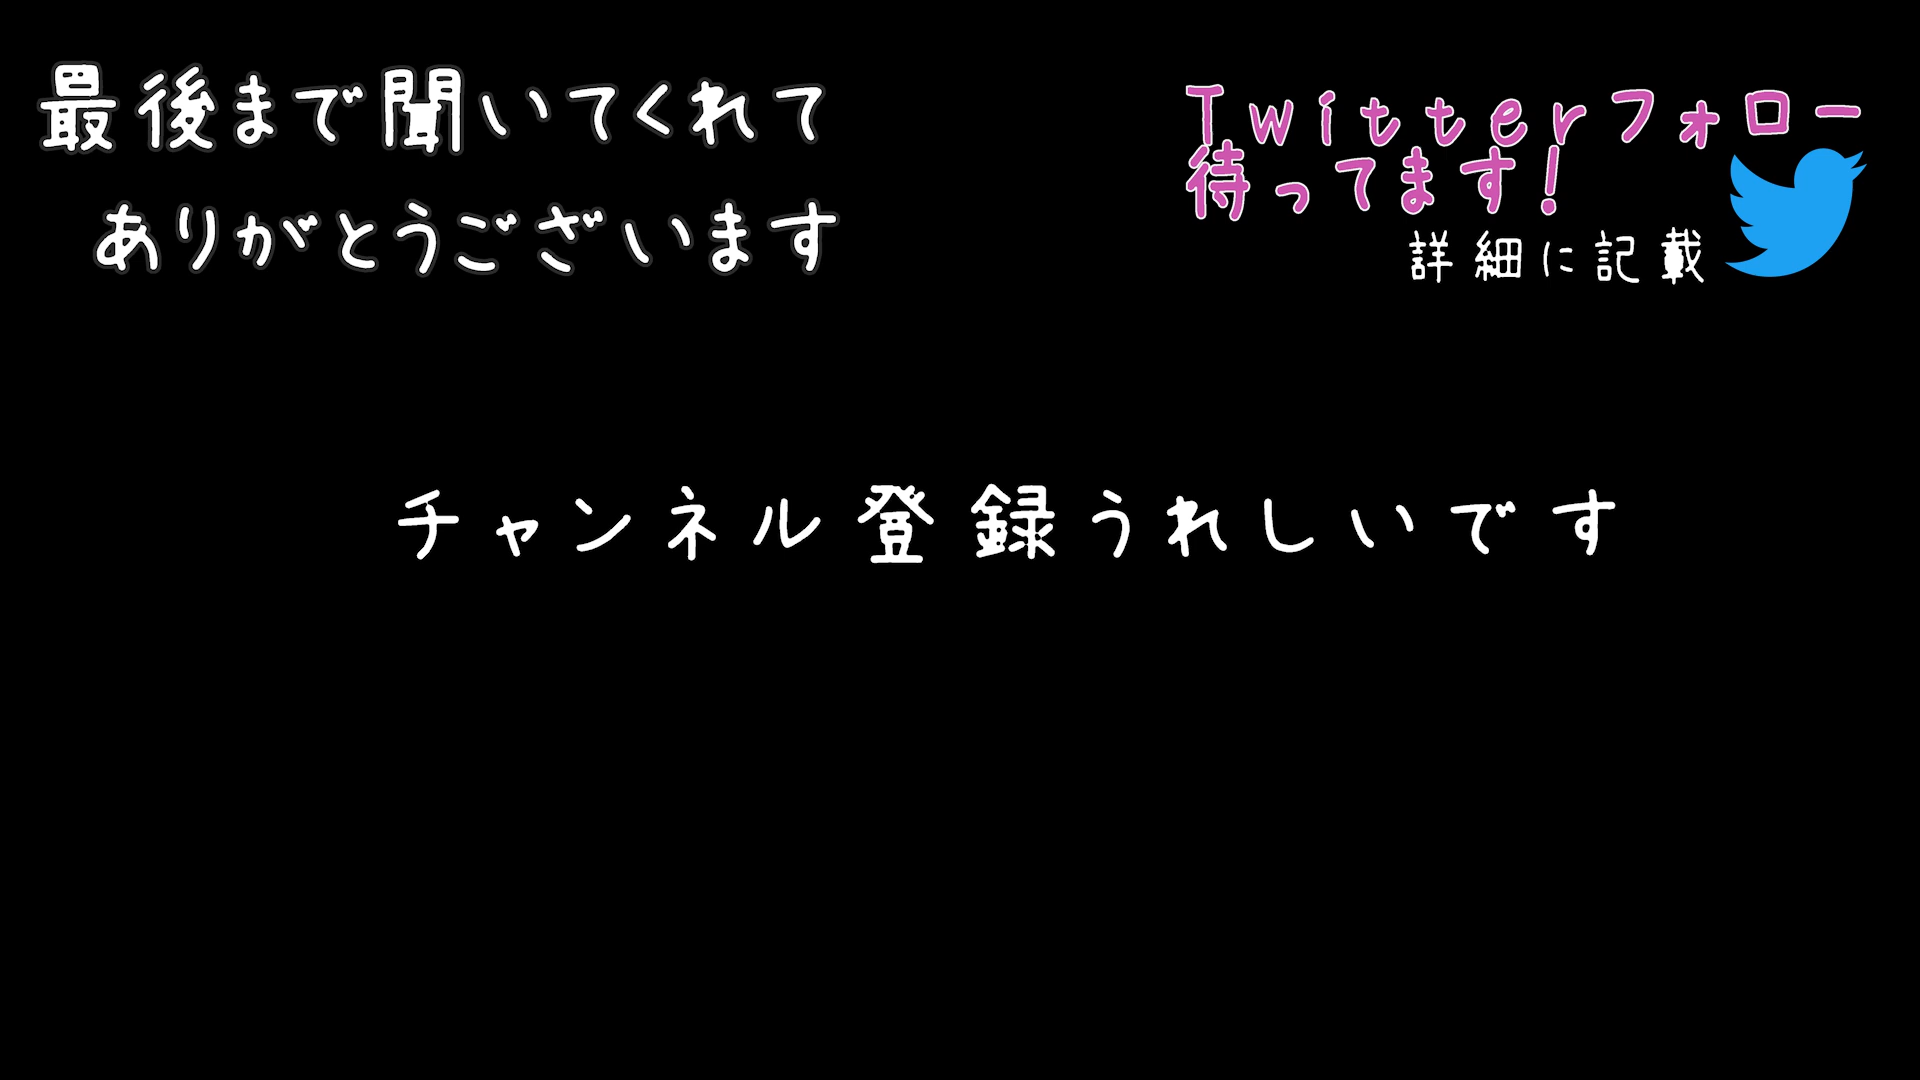 最後まで聞いてくれて
ありがとうございます
Twitterフォロー
待ってます!
詳細に記載
チャンネル登録うれしいです